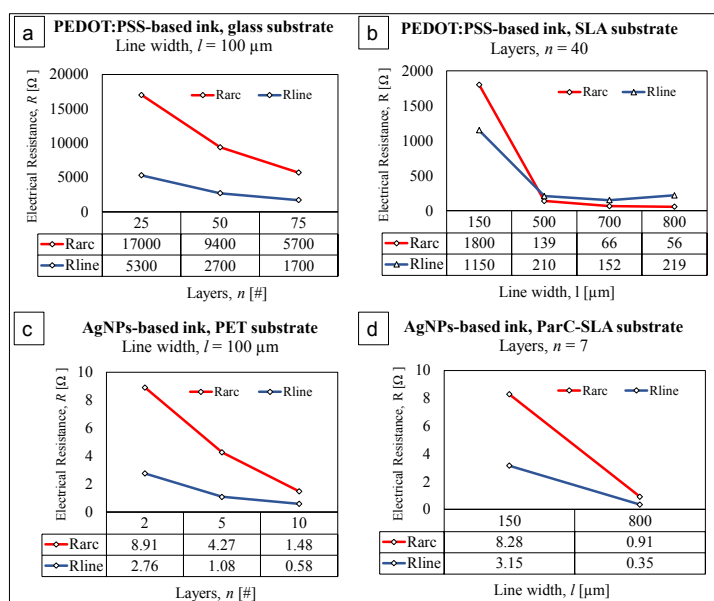 a
PEDOT:PSS-based ink, glass substrate
Line width, l = 100 µm
Electrical Resistance, R [Ω]
20000
15000
10000
5000
0
Rarc
Rline
25 50 75
Rarc 17000 9400 5700
Rline 5300 2700 1700
Layers, n [#]
b
PEDOT:PSS-based ink, SLA substrate
Layers, n = 40
Electrical Resistance, R [Ω]
2000
1500
1000
500
0
Rarc
Rline
150 500 700 800
Rarc 1800 139 66 56
Rline 1150 210 152 219
Line width, l [µm]
c
AgNPs-based ink, PET substrate
Line width, l = 100 µm
Electrical Resistance, R [Ω]
10
8
6
4
2
0
Rarc
Rline
2 5 10
Rarc 8.91 4.27 1.48
Rline 2.76 1.08 0.58
Layers, n [#]
d
AgNPs-based ink, ParC-SLA substrate
Layers, n = 7
Electrical Resistance, R [Ω]
10
8
6
4
2
0
Rarc
Rline
150 800
Rarc 8.28 0.91
Rline 3.15 0.35
Line width, l [µm]